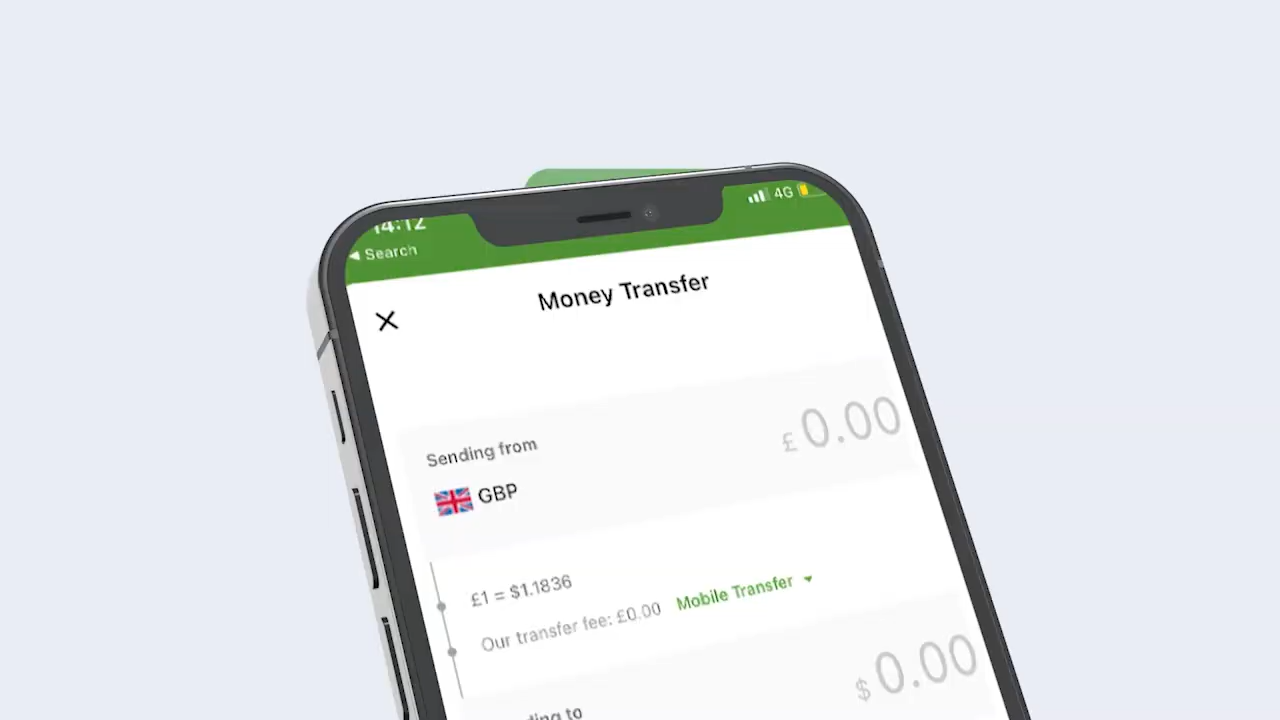 14:12
4G
◀ Search
Money Transfer
£ 0.00
Sending from
GBP
£1 = $1.1836
Our transfer fee: £0.00 Mobile Transfer
$ 0.00
to